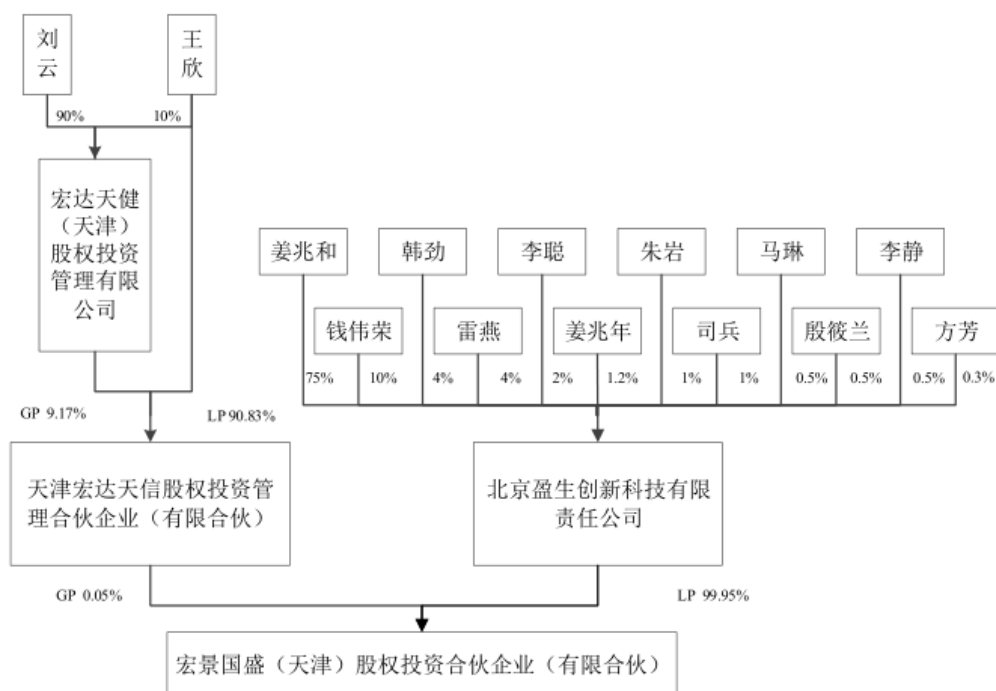 刘
云
王
欣
90%
10%
宏达天健
（天津）
股权投资
管理有限
公司
姜兆和
韩劲
李聪
朱岩
马琳
李静
钱伟荣
雷燕
姜兆年
司兵
殷筱兰
方芳
75%
10%
4%
4%
2%
1.2%
1%
1%
0.5%
0.5%
0.5%
0.3%
GP 9.17%
LP 90.83%
天津宏达天信股权投资管
理合伙企业（有限合伙）
北京盈生创新科技有限
责任公司
GP 0.05%
LP 99.95%
宏景国盛（天津）股权投资合伙企业（有限合伙）